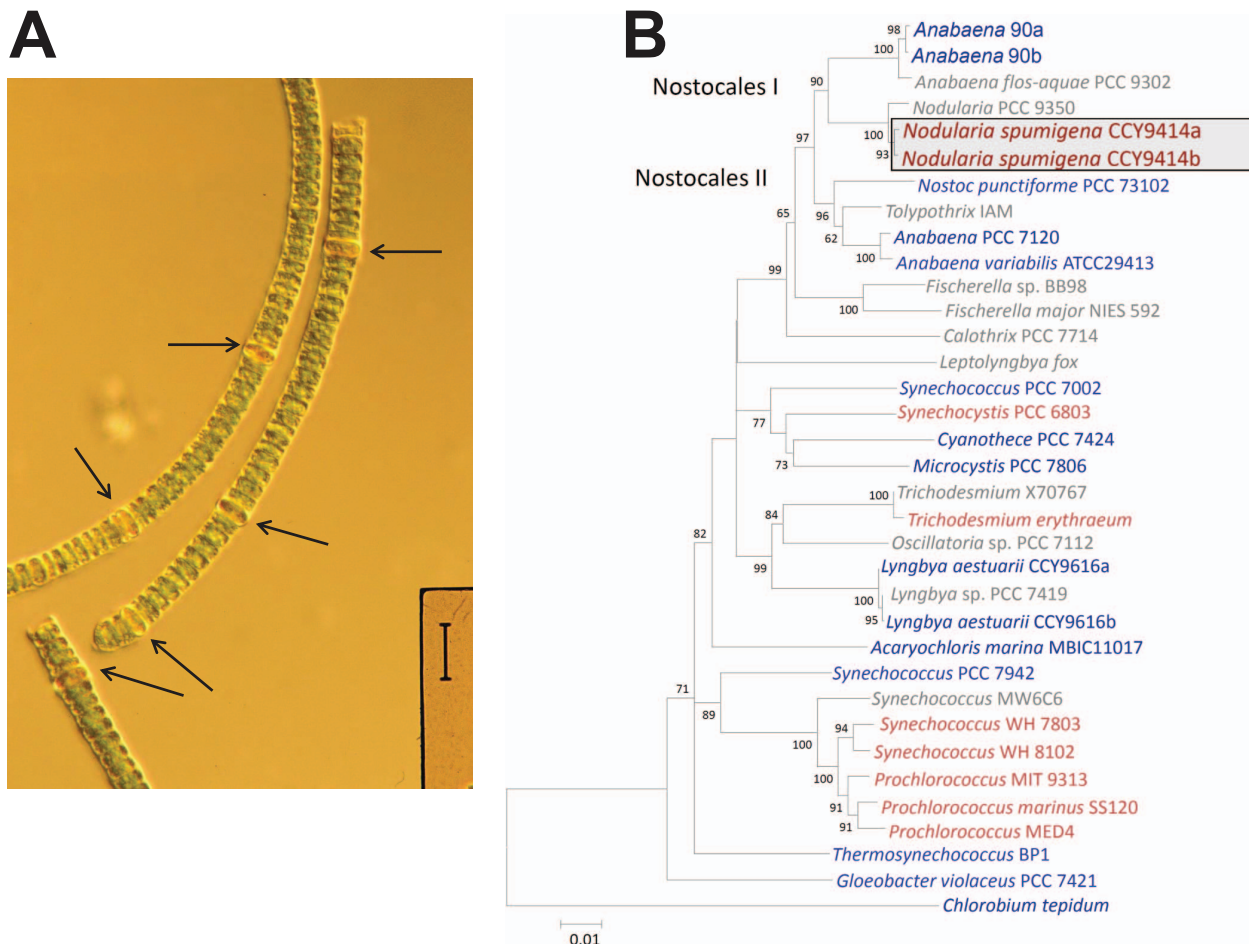 A
B
98
Anabaena 90a
100
Anabaena 90b
90
Anabaena flos-aquae PCC 9302
Nostocales I
Nodularia PCC 9350
100
Nodularia spumigena CCY9414a
97
93
Nodularia spumigena CCY9414b
Nostocales II
Nostoc punctiforme PCC 73102
65
96
Tolypothrix IAM
62
Anabaena PCC 7120
100
Anabaena variabilis ATCC29413
99
Fischerella sp. BB98
100
Fischerella major NIES 592
Calothrix PCC 7714
Leptolyngbya fox
Synechococcus PCC 7002
77
Synechocystis PCC 6803
Cyanothece PCC 7424
73
Microcystis PCC 7806
100
Trichodesmium X70767
84
Trichodesmium erythraeum
82
Oscillatoria sp. PCC 7112
99
Lyngbya aestuarii CCY9616a
100
Lyngbya sp. PCC 7419
95
Lyngbya aestuarii CCY9616b
Acaryochloris marina MBIC11017
71
Synechococcus PCC 7942
89
Synechococcus MW6C6
94
Synechococcus WH 7803
100
Synechococcus WH 8102
100
Prochlorococcus MIT 9313
91
Prochlorococcus marinus SS120
91
Prochlorococcus MED4
Thermosynechococcus BP1
Gloeobacter violaceus PCC 7421
Chlorobium tepidum
0.01